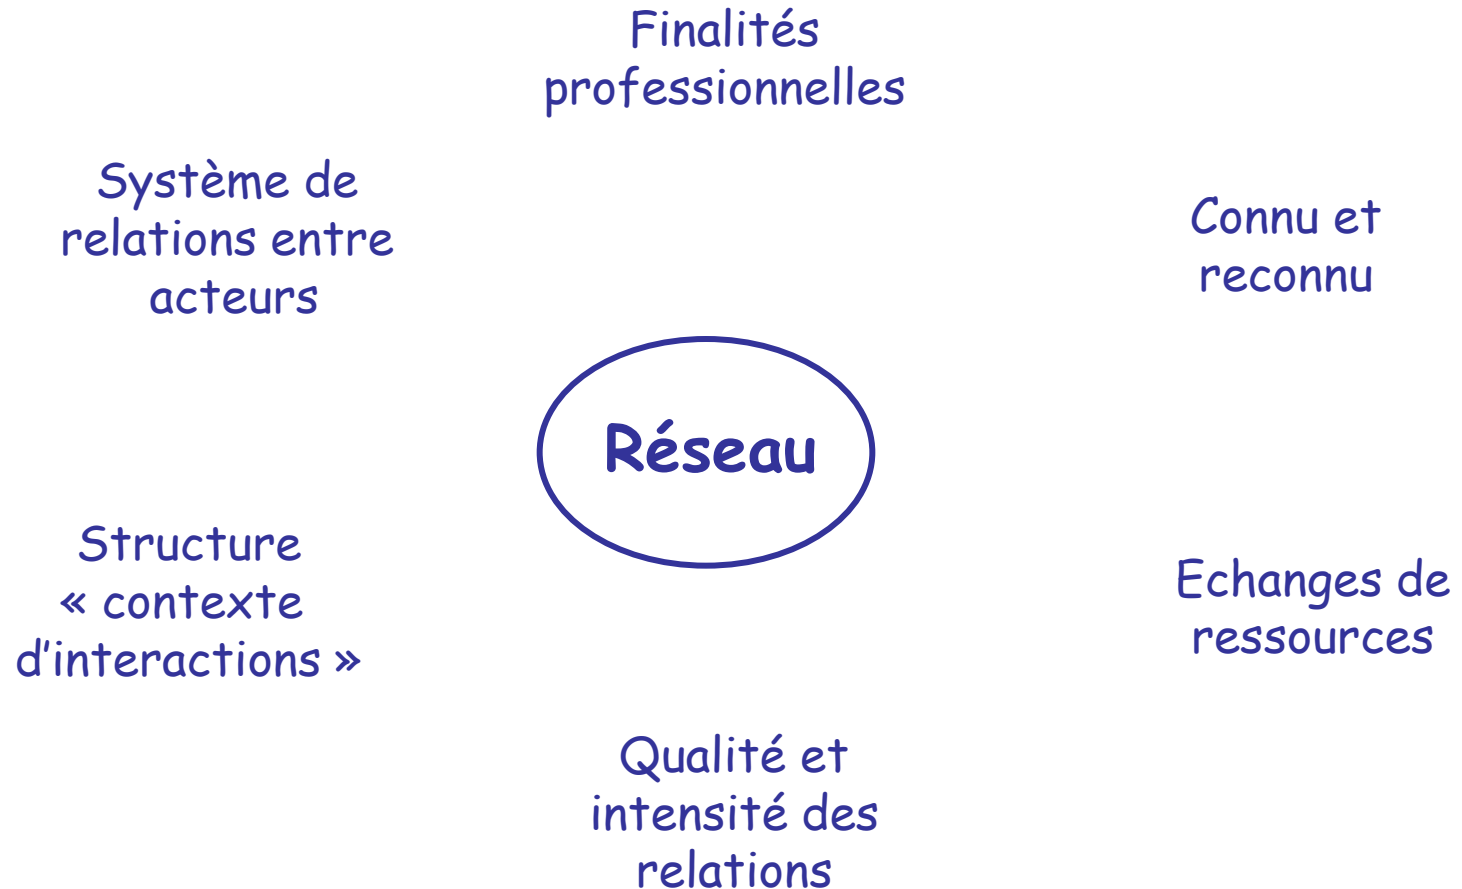 Finalités
professionnelles
Système de
relations entre
acteurs
Connu et
reconnu
Réseau
Structure
« contexte
d’interactions »
Echanges de
ressources
Qualité et
intensité des
relations